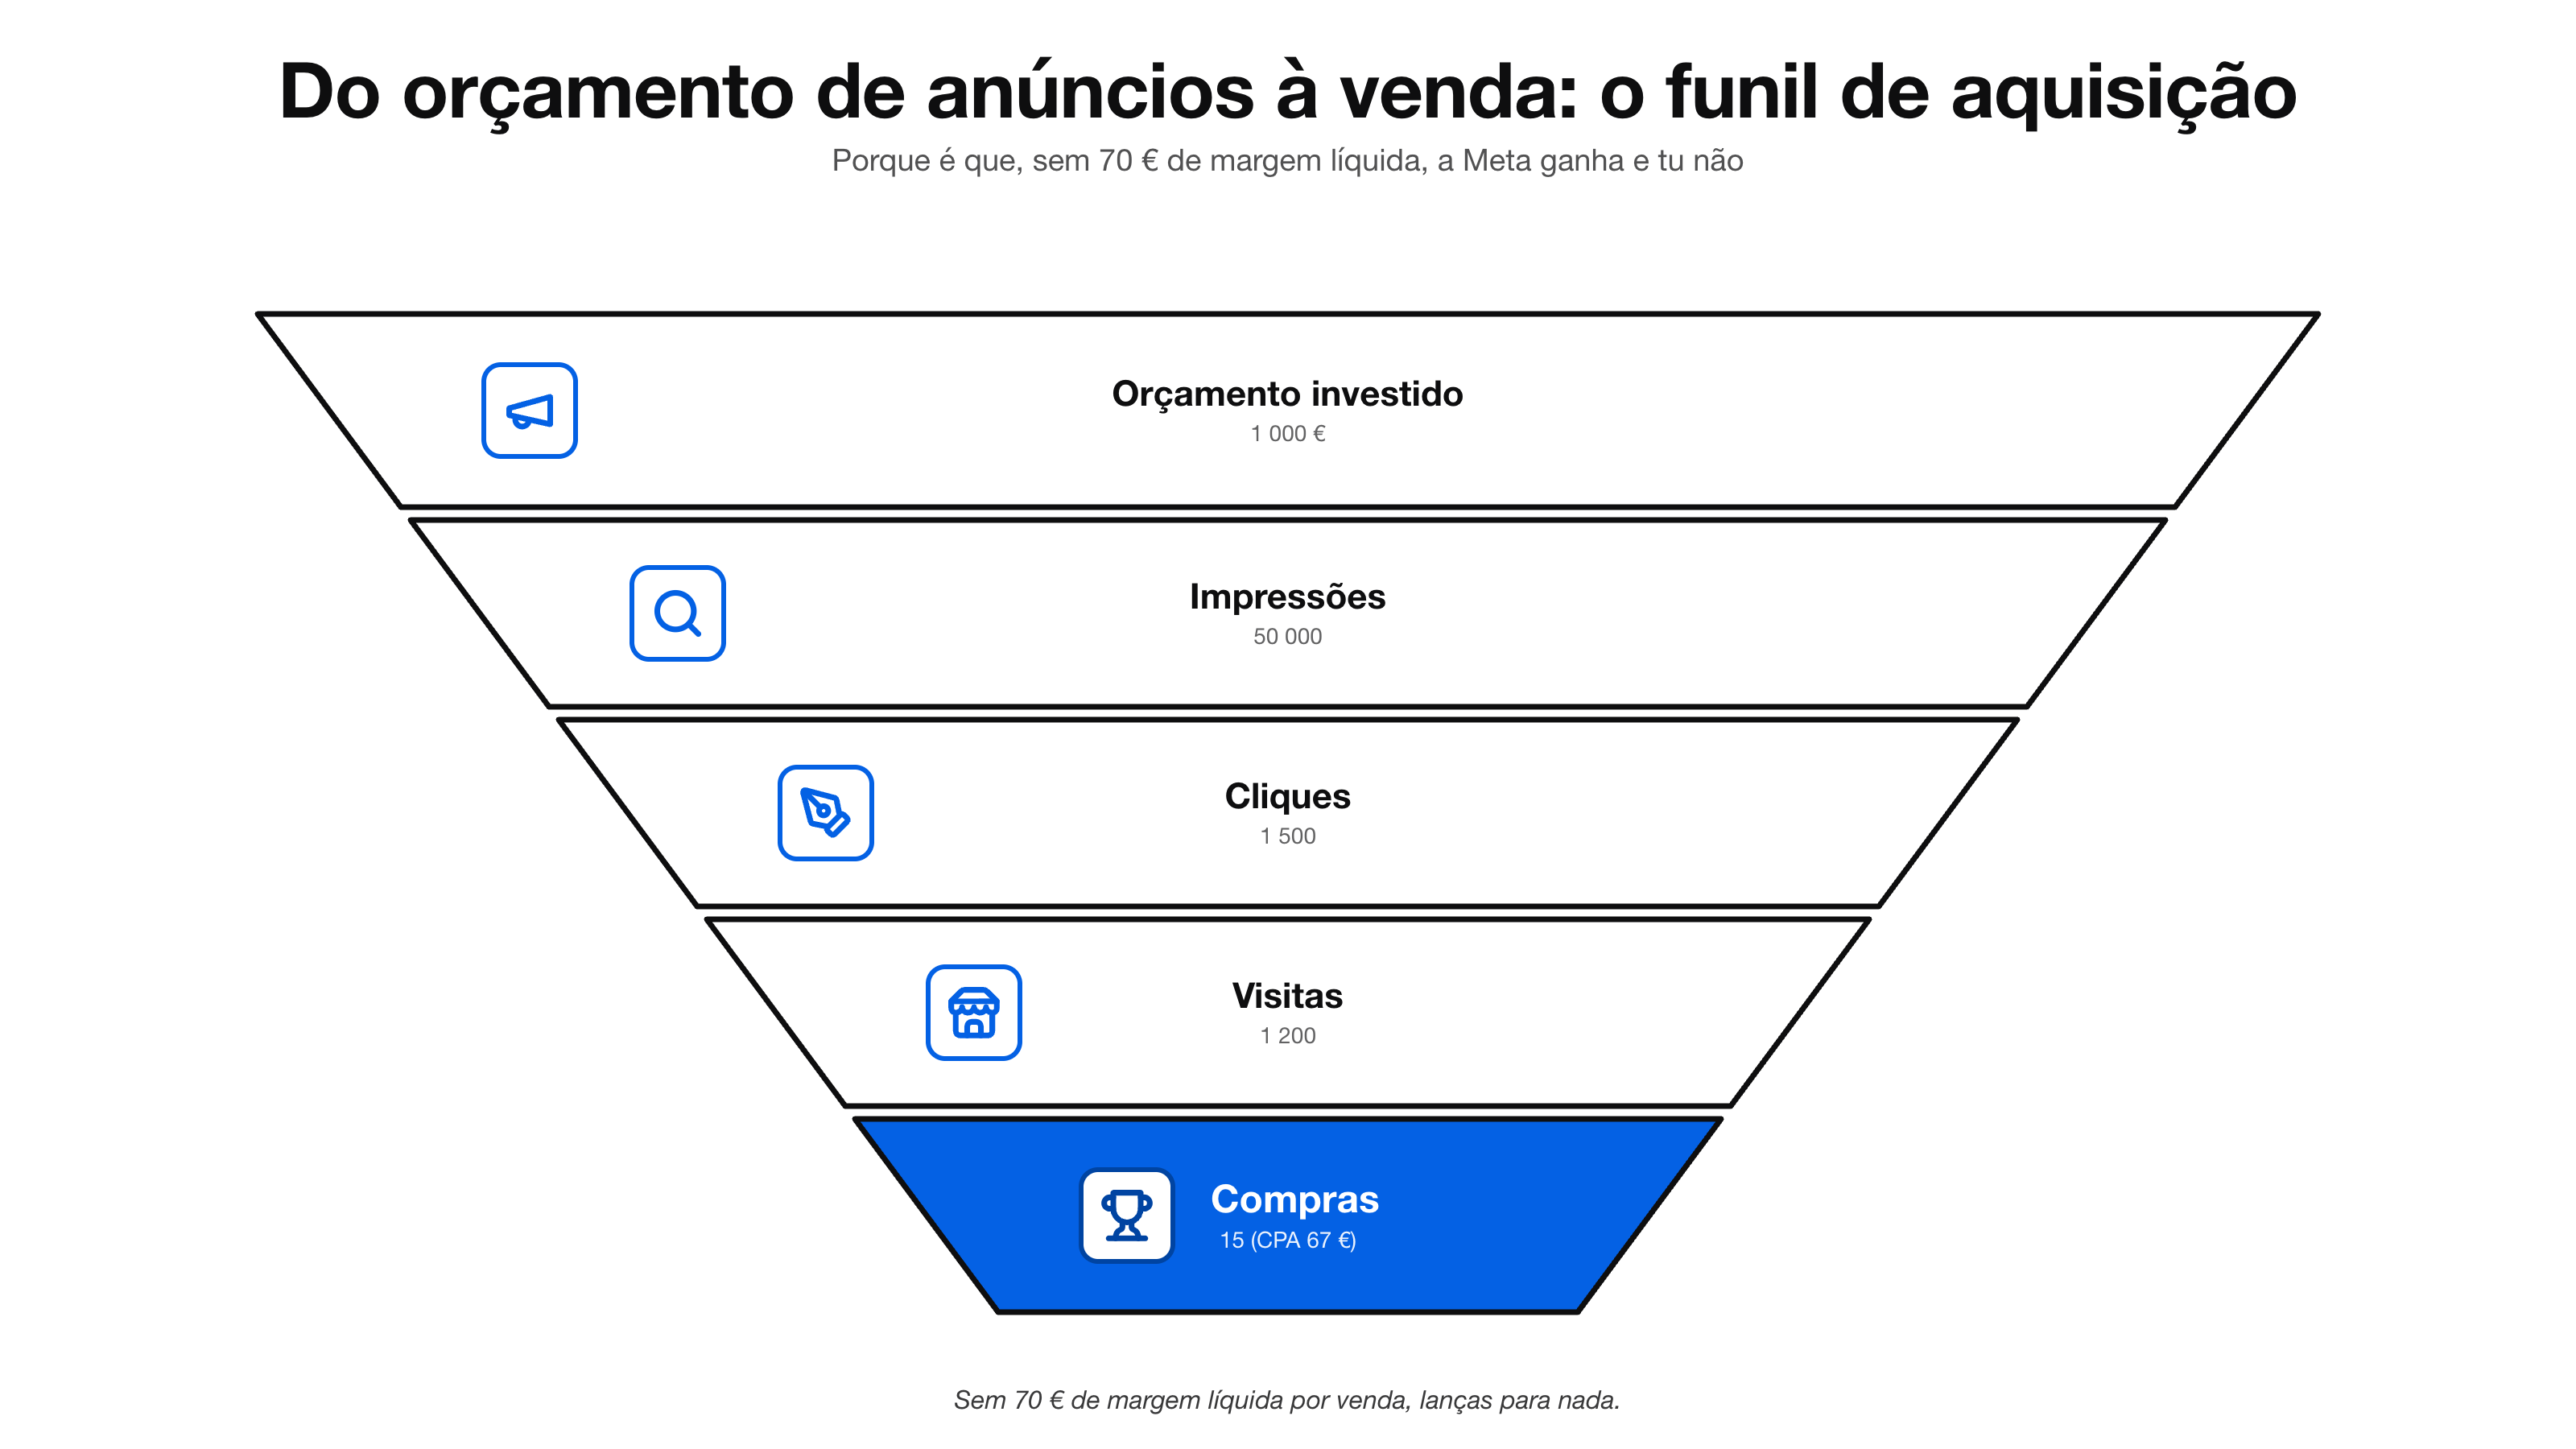 Do orçamento de anúncios à venda: o funil de aquisição
Porque é que, sem 70 € de margem líquida, a Meta ganha e tu não
Orçamento investido
1 000 €
Impressões
50 000
Cliques
1 500
Visitas
1 200
Compras
15 (CPA 67 €)
Sem 70 € de margem líquida por venda, lanças para nada.